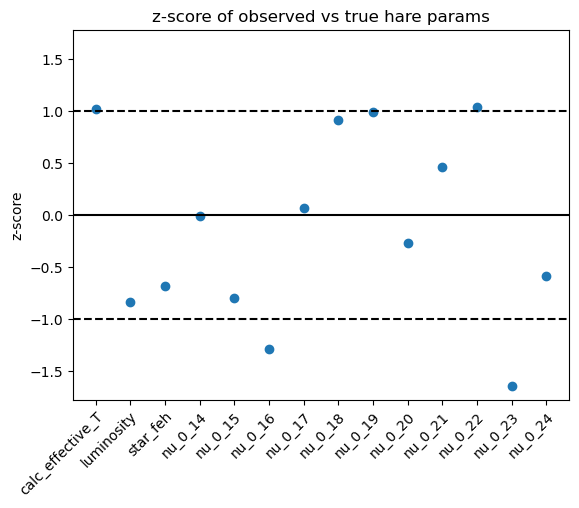 z-score of observed vs true hare params
z-score
1.5
1.0
0.5
0.0
−0.5
−1.0
−1.5
calc_effective_T
luminosity
star_feh
nu_0_14
nu_0_15
nu_0_16
nu_0_17
nu_0_18
nu_0_19
nu_0_20
nu_0_21
nu_0_22
nu_0_23
nu_0_24